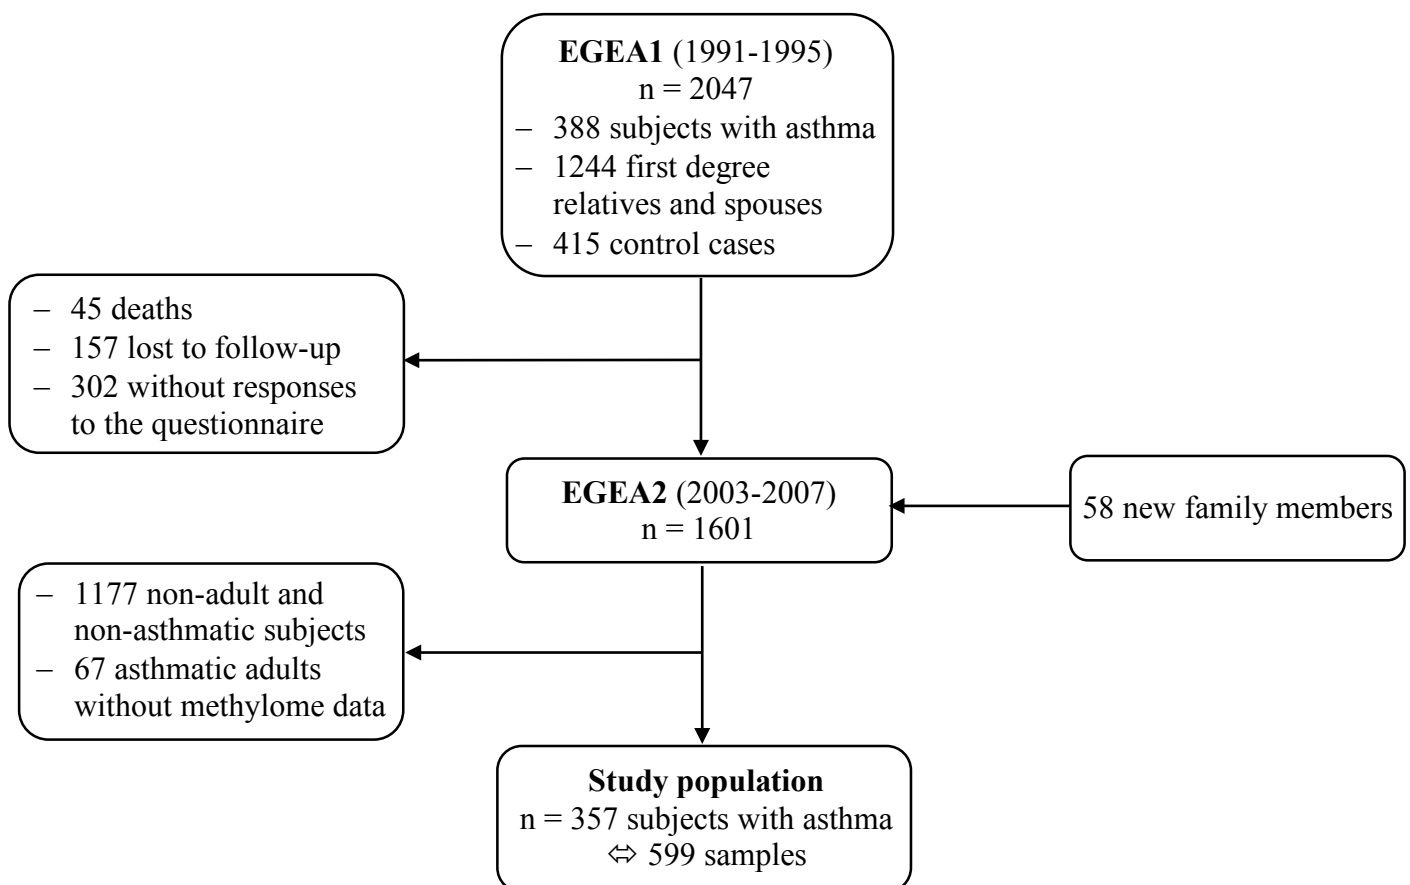 EGEA1 (1991-1995)
n = 2047
– 388 subjects with asthma
– 1244 first degree
relatives and spouses
– 415 control cases
– 45 deaths
– 157 lost to follow-up
– 302 without responses
to the questionnaire
EGEA2 (2003-2007)
n = 1601
58 new family members
– 1177 non-adult and
non-asthmatic subjects
– 67 asthmatic adults
without methylome data
Study population
n = 357 subjects with asthma
⇔ 599 samples